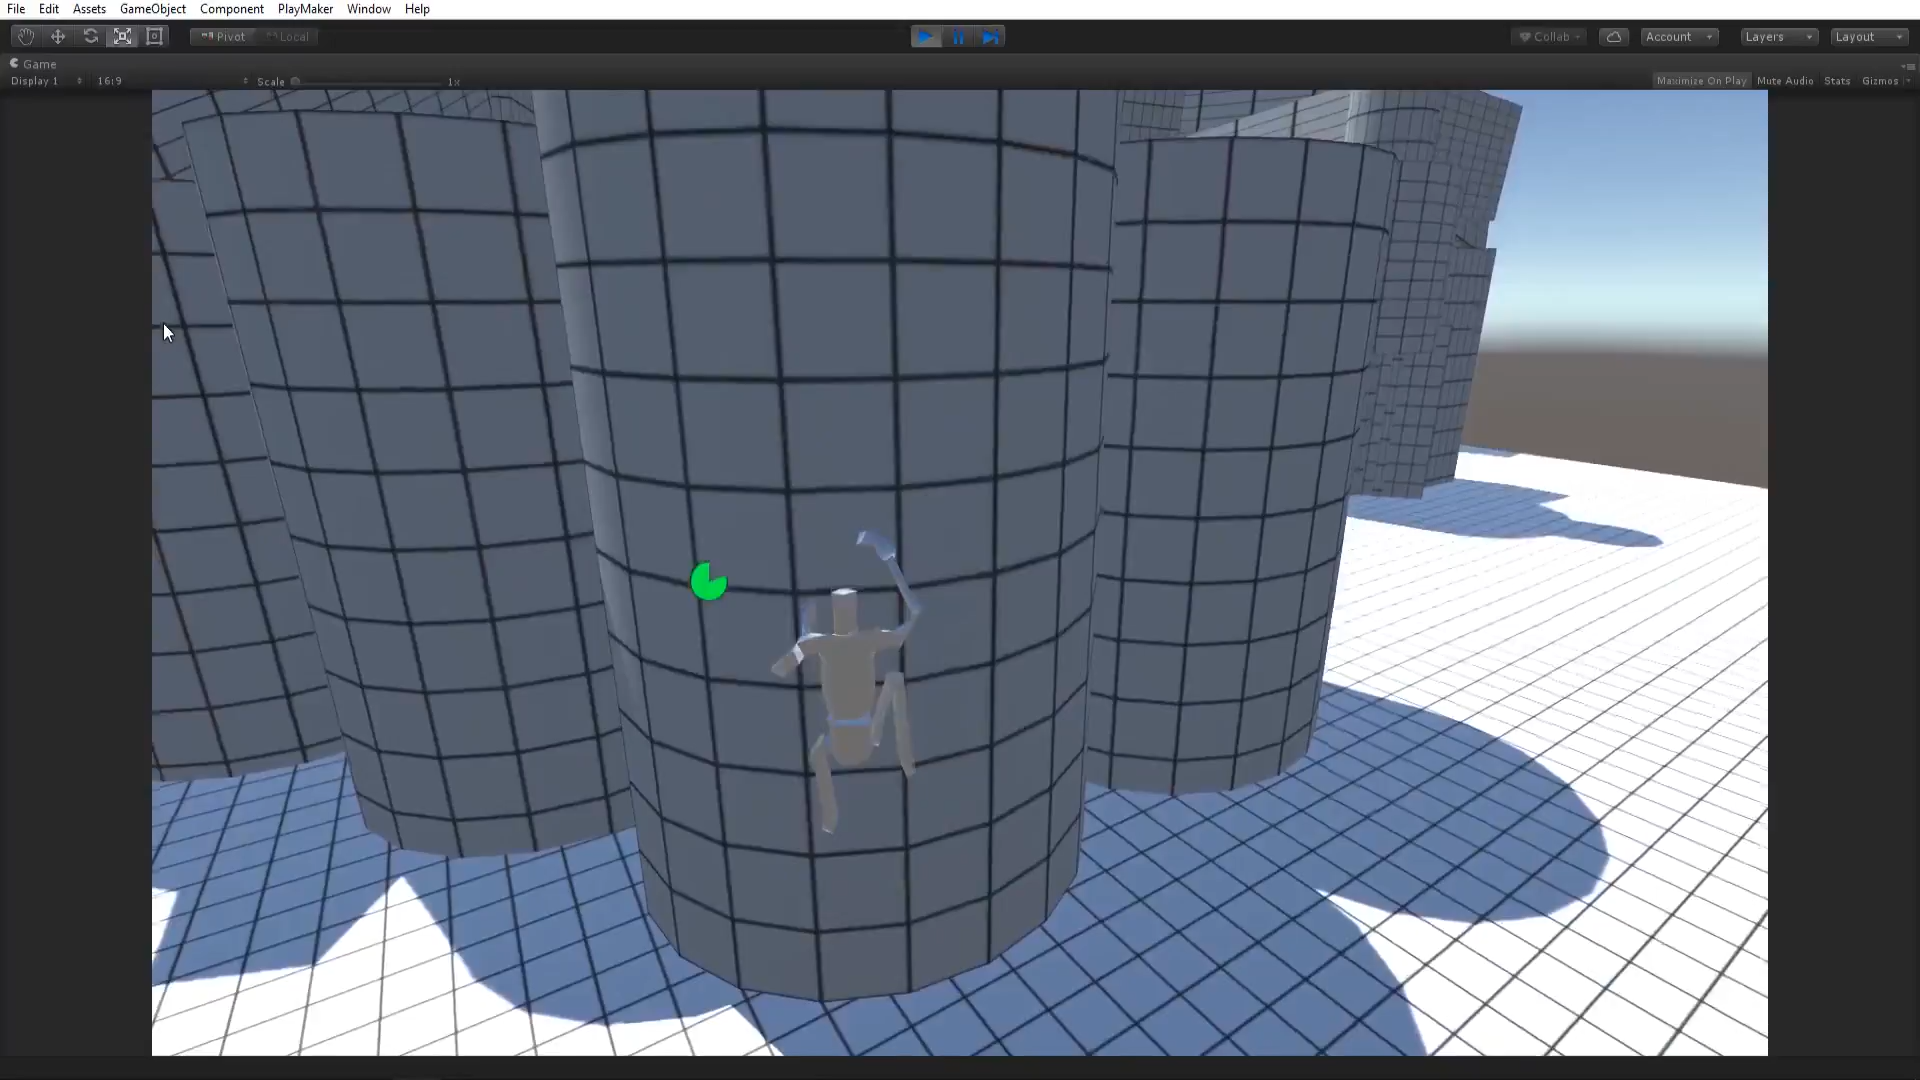 File Edit Assets GameObject Component PlayMaker Window Help
Pivot Local Collab Account Layers Layout
Game
Display 1 16:9 Scale 1x Maximize On Play Mute Audio Stats Gizmos